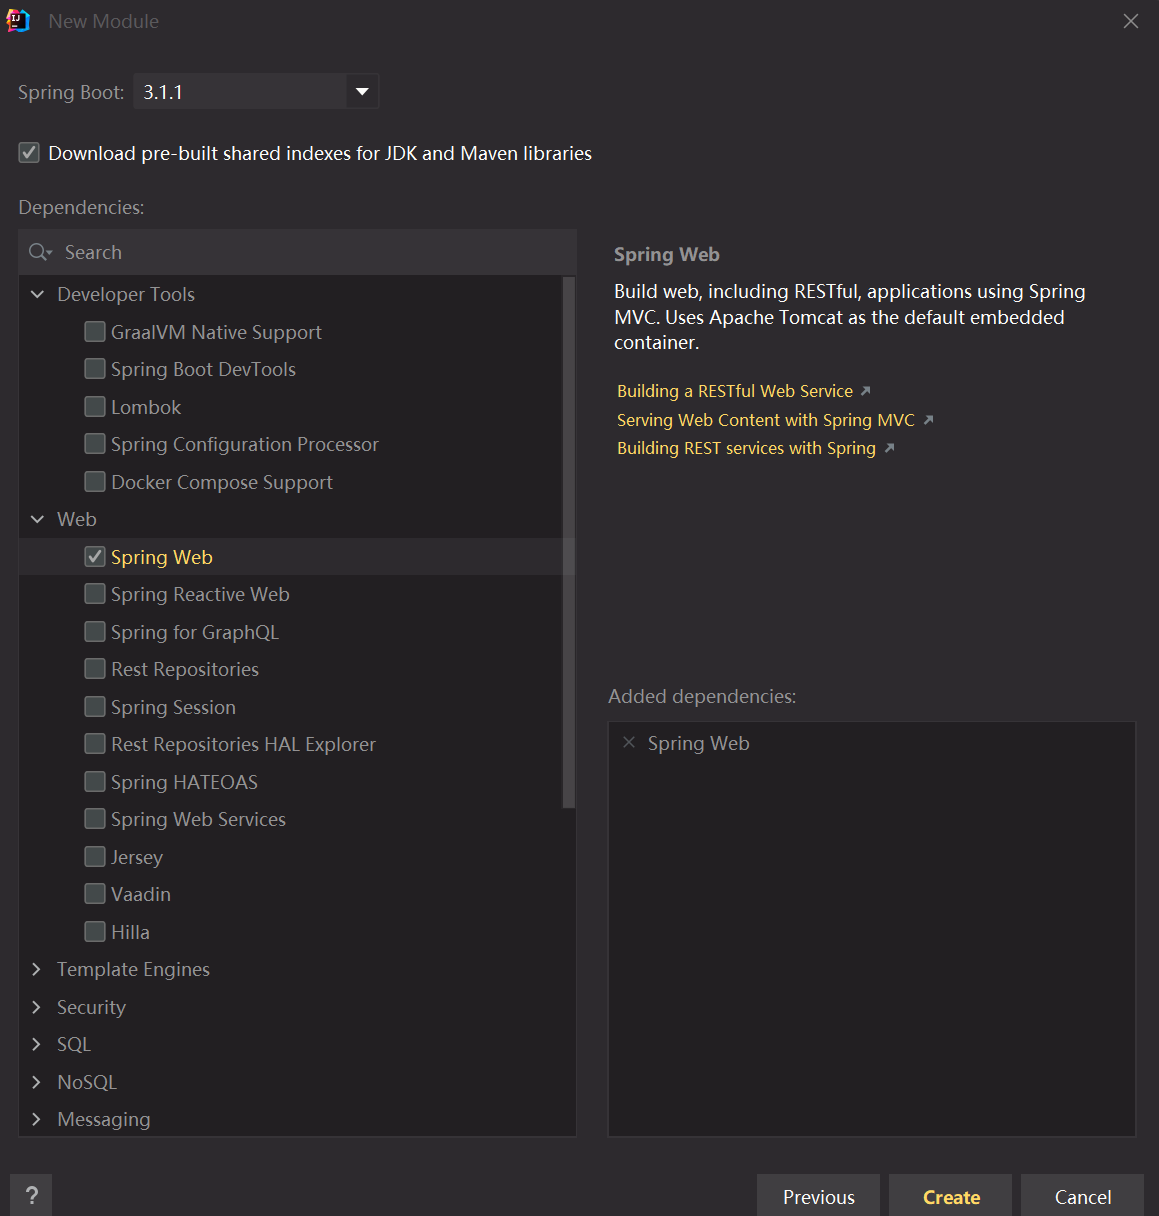 New Module
Spring Boot:
3.1.1
Download pre-built shared indexes for JDK and Maven libraries
Dependencies:
Search
Developer Tools
GraalVM Native Support
Spring Boot DevTools
Lombok
Spring Configuration Processor
Docker Compose Support
Web
Spring Web
Spring Reactive Web
Spring for GraphQL
Rest Repositories
Spring Session
Rest Repositories HAL Explorer
Spring HATEOAS
Spring Web Services
Jersey
Vaadin
Hilla
Template Engines
Security
SQL
NoSQL
Messaging
Spring Web
Build web, including RESTful, applications using Spring
MVC. Uses Apache Tomcat as the default embedded
container.
Building a RESTful Web Service
Serving Web Content with Spring MVC
Building REST services with Spring
Added dependencies:
Spring Web
?
Previous
Create
Cancel